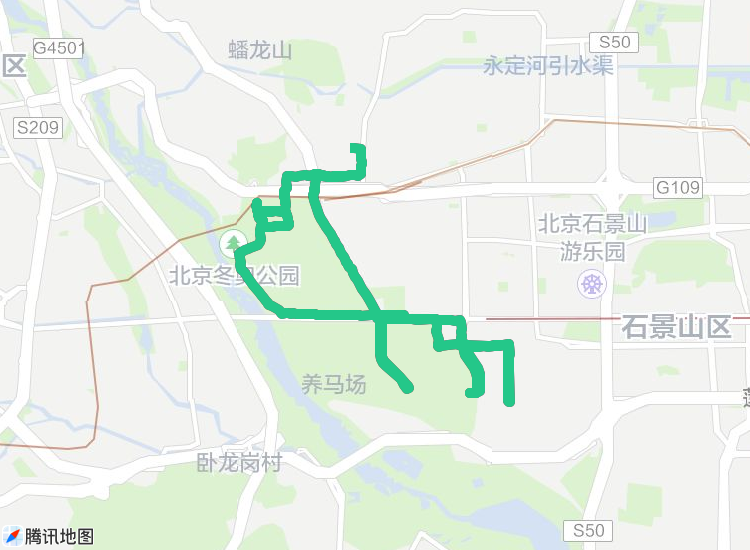 S50
G4501
蟠龙山
永定河引水渠
区
S209
G109
北京石景山
游乐园
北京冬奥公园
石景山区
养马场
卧龙岗村
S50
腾讯地图